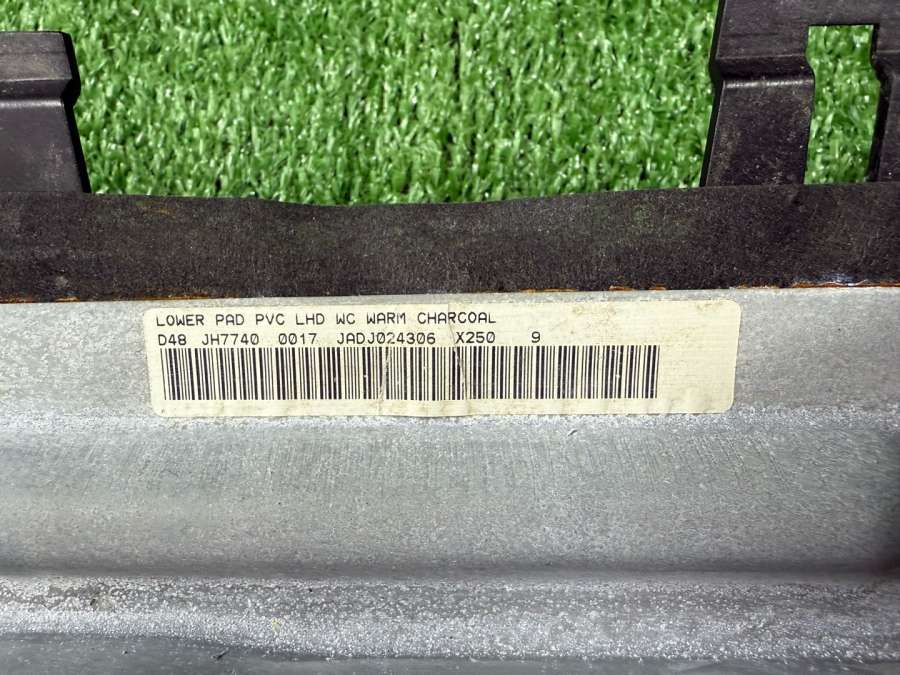 LOWER PAD PVC LHD WC WARM CHARCOAL
D48 JH7740 0017 JADJ024306 X250 9